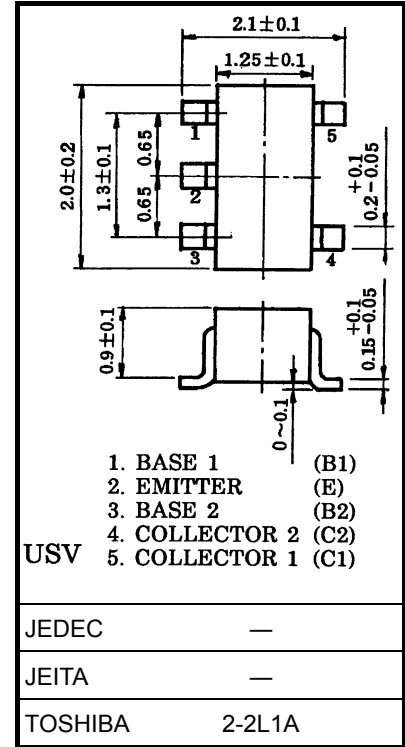 2.1±0.1
1.25±0.1
2.0±0.2
1.3±0.1
0.65
0.65
1
2
3
5
4
+0.1
0.2-0.05
0.9±0.1
+0.1
0.15-0.05
0~0.1
1. BASE 1 (B1)
2. EMITTER (E)
3. BASE 2 (B2)
4. COLLECTOR 2 (C2)
USV 5. COLLECTOR 1 (C1)
JEDEC —
JEITA —
TOSHIBA 2-2L1A